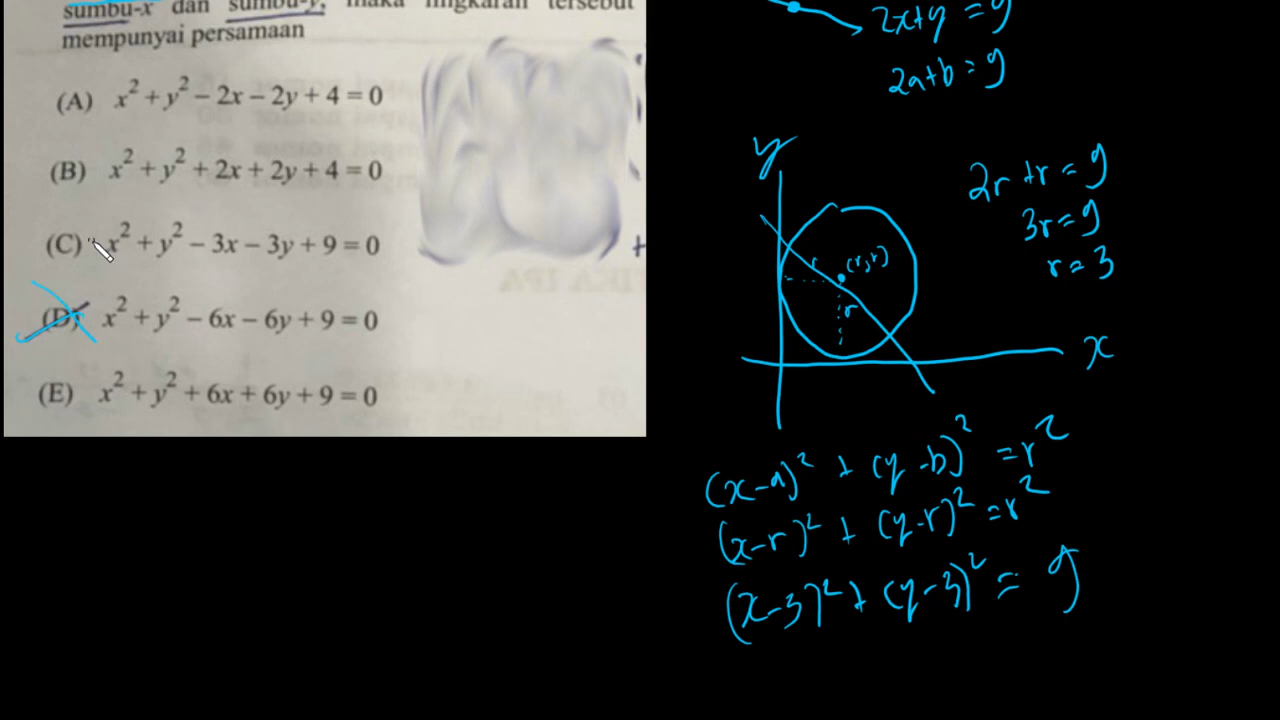 sumbu-x dan sumbu-y, maka lingkaran tersebut
mempunyai persamaan
(A) x² + y² − 2x − 2y + 4 = 0
(B) x² + y² + 2x + 2y + 4 = 0
(C) x² + y² − 3x − 3y + 9 = 0
(D) x² + y² − 6x − 6y + 9 = 0
(E) x² + y² + 6x + 6y + 9 = 0
2x+y = 9
2a+b = 9
y
2r + r = 9
3r = 9
r = 3
(r,r)
r
r
x
(x-a)² + (y-b)² = r²
(x-r)² + (y-r)² = r²
(x-3)² + (y-3)² = 9